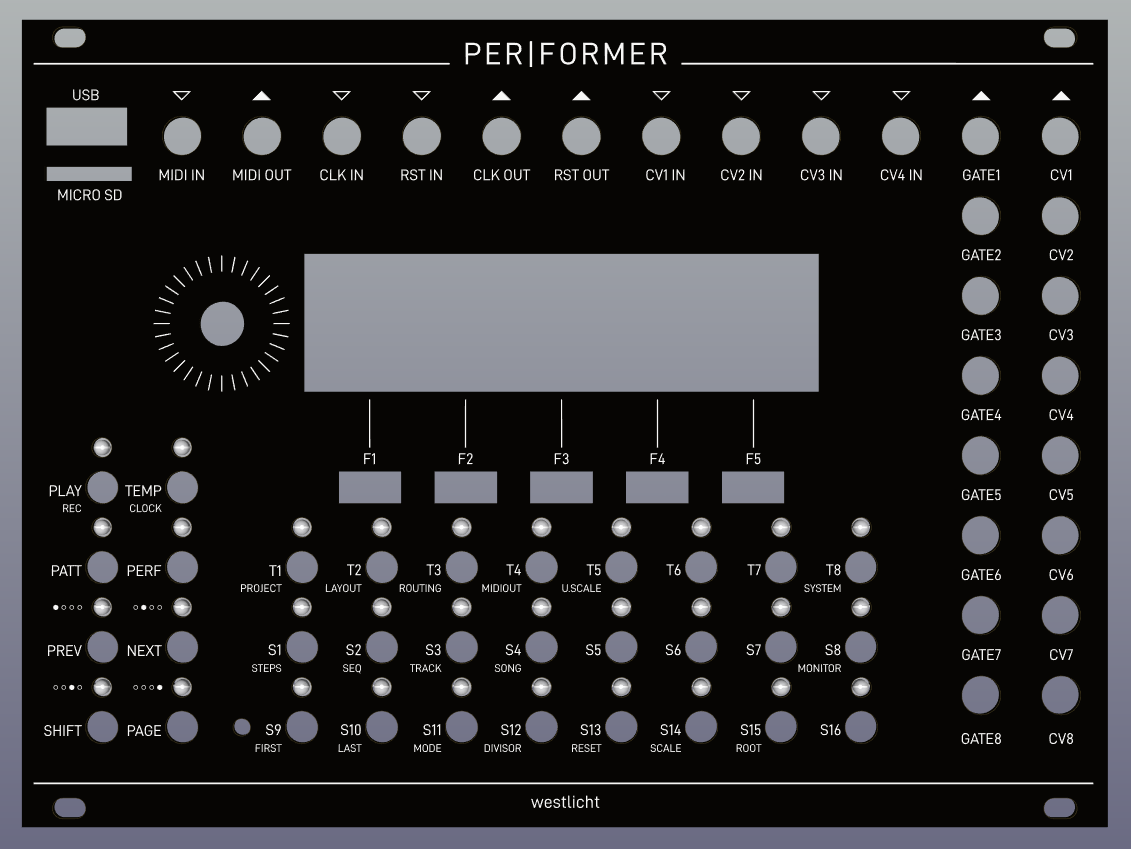 PER|FORMER
USB
MICRO SD
MIDI IN MIDI OUT CLK IN RST IN CLK OUT RST OUT CV1 IN CV2 IN CV3 IN CV4 IN GATE1 CV1
GATE2 CV2
GATE3 CV3
GATE4 CV4
F1 F2 F3 F4 F5
PLAY TEMP GATE5 CV5
REC CLOCK
PATT PERF T1 T2 T3 T4 T5 T6 T7 T8 GATE6 CV6
PROJECT LAYOUT ROUTING MIDIOUT U.SCALE SYSTEM
PREV NEXT S1 S2 S3 S4 S5 S6 S7 S8 GATE7 CV7
STEPS SEQ TRACK SONG MONITOR
SHIFT PAGE S9 S10 S11 S12 S13 S14 S15 S16 GATE8 CV8
FIRST LAST MODE DIVISOR RESET SCALE ROOT
westlicht